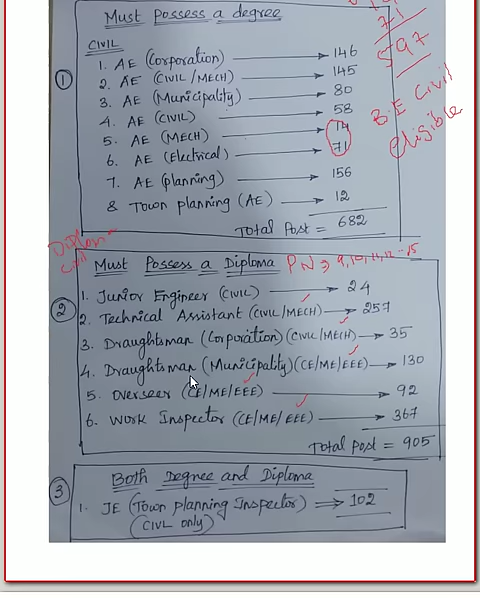 Must Possess a degree
CIVIL
① 1. AE (Corporation) → 146
2. AE (CIVIL/MECH) → 145
3. AE (Municipality) → 80
4. AE (CIVIL) → 58
5. AE (MECH) → 14
6. AE (Electrical) → 71
7. AE (planning) → 156
8 Town planning (AE) → 12
Total Post = 682
71
597
B.E Civil
eligible
Diploma
civil
Must Possess a Diploma PN → 9,10,11,12...15
② 1. Junior Engineer (CIVIL) → 24
2. Technical Assistant (CIVIL/MECH) → 257
3. Draughtsman (Corporation) (CIVIL/MECH) → 35
4. Draughtsman (Municipality) (CE/ME/EEE) → 130
5. Overseer (CE/ME/EEE) → 92
6. Work Inspector (CE/ME/EEE) → 367
Total Post = 905
③ Both Degree and Diploma
1. JE (Town planning Inspector) ⇒ 102
(CIVIL only)